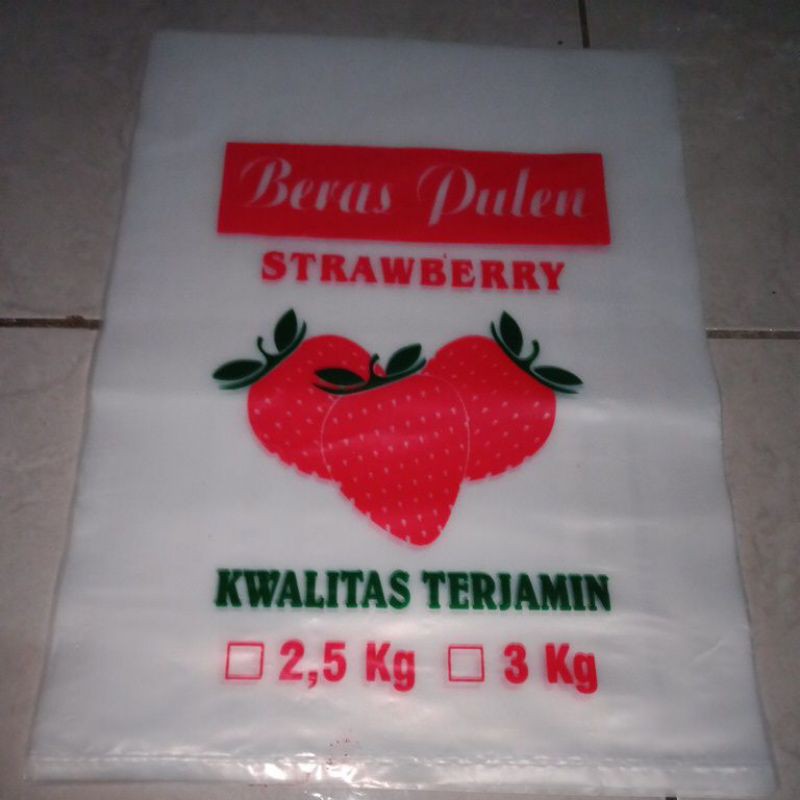 Beras Pulen
STRAWBERRY
KWALITAS TERJAMIN
2,5 Kg 3 Kg